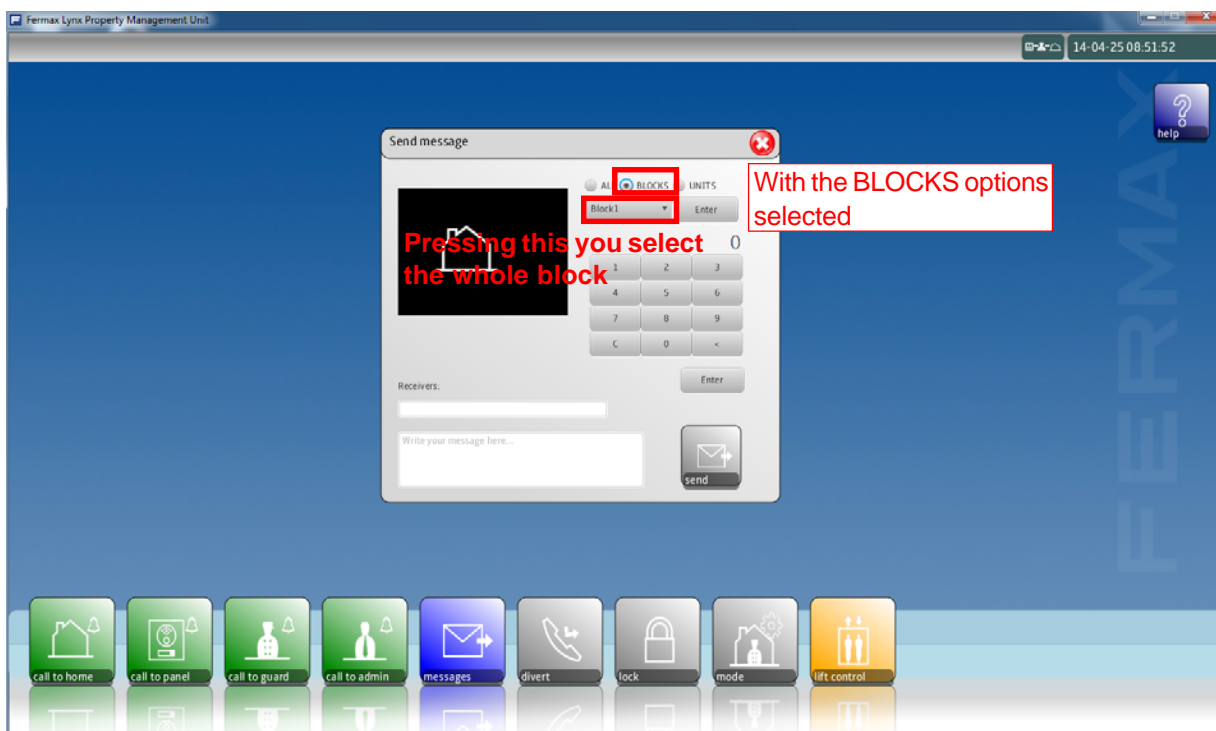 Fermax Lynx Property Management Unit
14-04-25 08:51:52
help
Send message
ALL BLOCKS UNITS
With the BLOCKS options
selected
Block1 Enter
0
Pressing this you select
the whole block
1 2 3
4 5 6
7 8 9
C 0 <
Enter
Receivers:
Write your message here...
send
FERMAX
call to home
call to panel
call to guard
call to admin
messages
divert
lock
mode
lift control